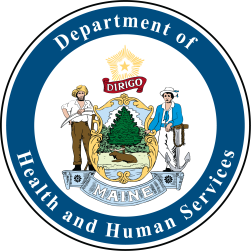 Department of
DIRIGO
MAINE
Health and Human Services